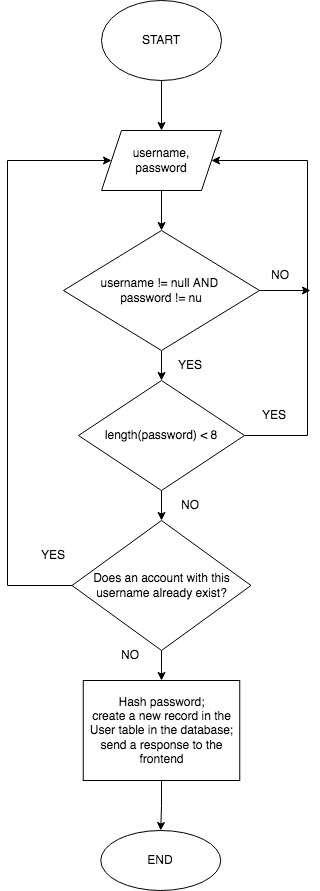 START
username,
password
username != null AND
password != nu
NO
YES
length(password) < 8
YES
NO
Does an account with this
username already exist?
YES
NO
Hash password;
create a new record in the
User table in the database;
send a response to the
frontend
END